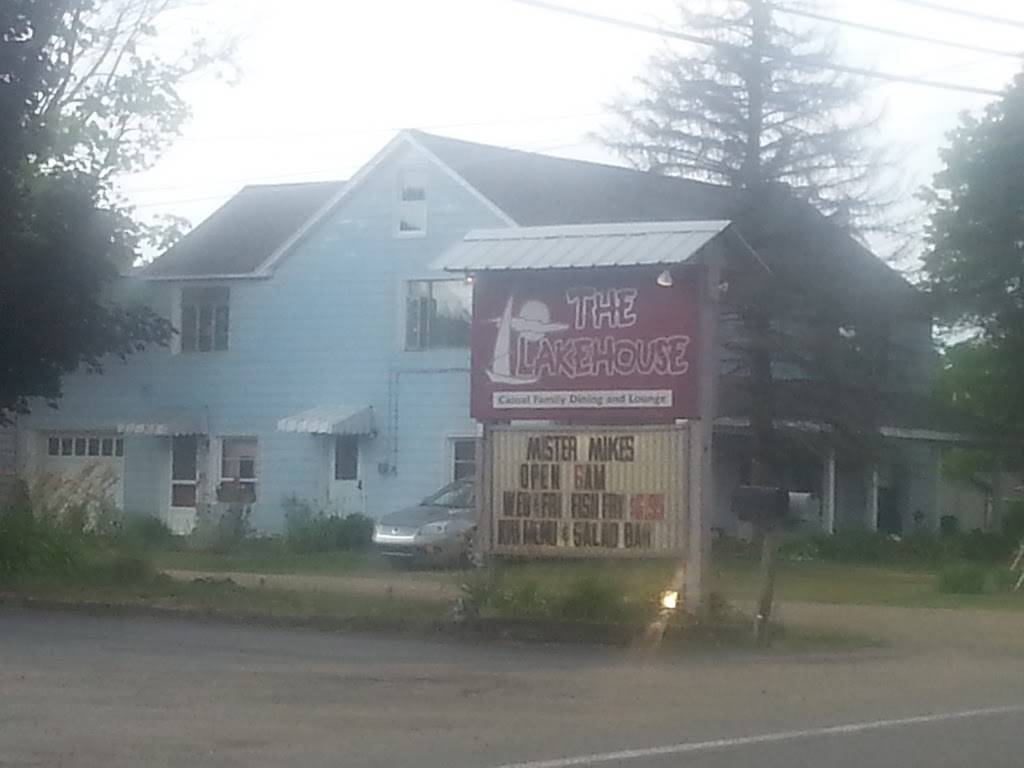 THE
LAKEHOUSE
Casual Family Dining and Lounge
MISTER MIKES
OPEN 6AM
WED & FRI FISH FRY
MENU & SALAD BAR